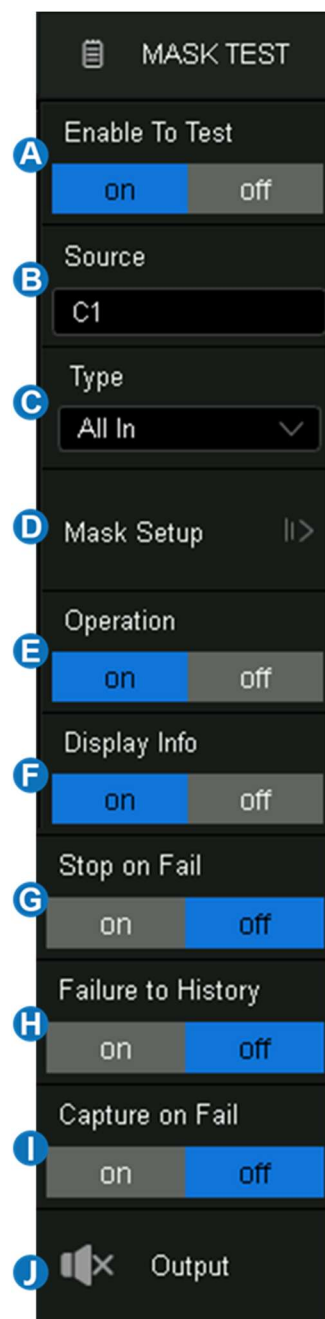 MASK TEST
A
Enable To Test
on off
B
Source
C1
C
Type
All In
D
Mask Setup
E
Operation
on off
F
Display Info
on off
G
Stop on Fail
on off
H
Failure to History
on off
I
Capture on Fail
on off
J
Output